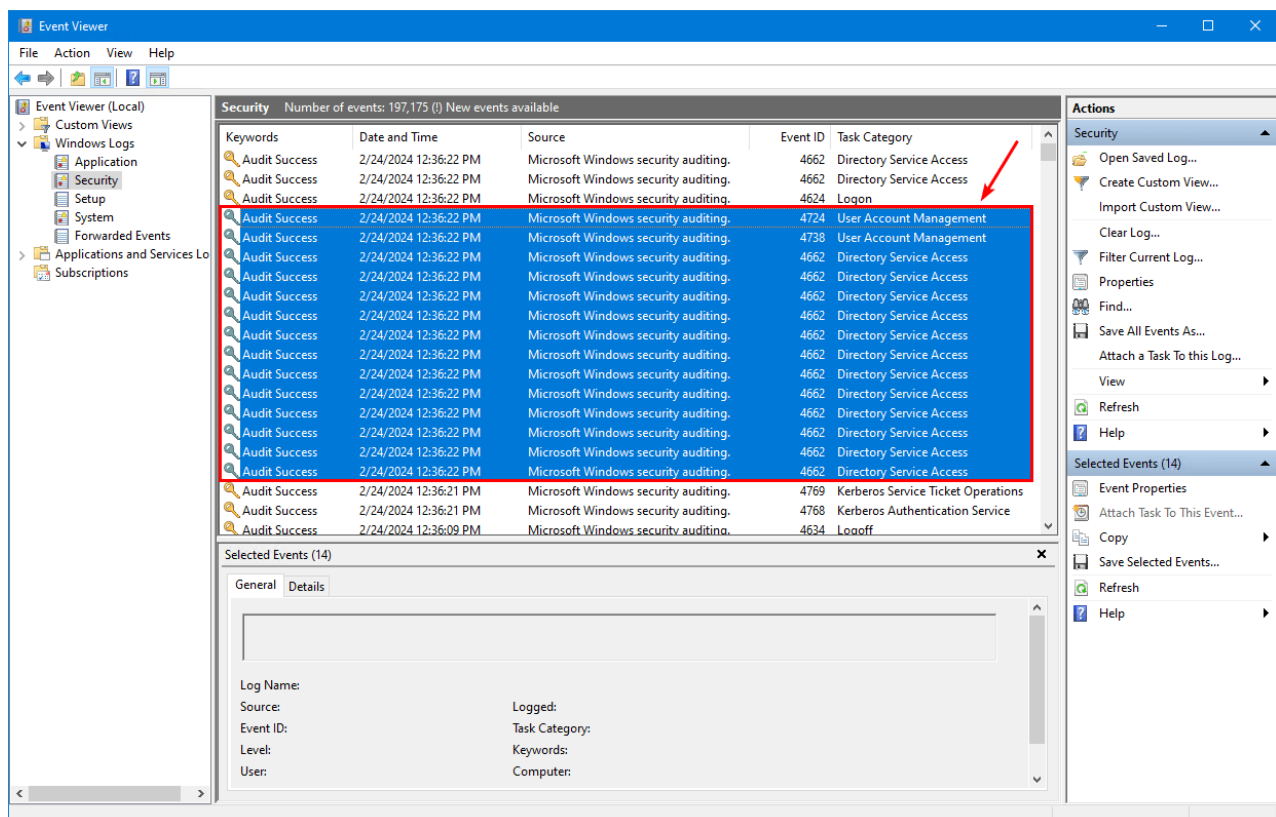 Event Viewer
File Action View Help
Event Viewer (Local)
Custom Views
Windows Logs
Application
Security
Setup
System
Forwarded Events
Applications and Services Lo
Subscriptions
Security Number of events: 197,175 (!) New events available
Keywords Date and Time Source Event ID Task Category
Audit Success 2/24/2024 12:36:22 PM Microsoft Windows security auditing. 4662 Directory Service Access
Audit Success 2/24/2024 12:36:22 PM Microsoft Windows security auditing. 4662 Directory Service Access
Audit Success 2/24/2024 12:36:22 PM Microsoft Windows security auditing. 4624 Logon
Audit Success 2/24/2024 12:36:22 PM Microsoft Windows security auditing. 4724 User Account Management
Audit Success 2/24/2024 12:36:22 PM Microsoft Windows security auditing. 4738 User Account Management
Audit Success 2/24/2024 12:36:22 PM Microsoft Windows security auditing. 4662 Directory Service Access
Audit Success 2/24/2024 12:36:22 PM Microsoft Windows security auditing. 4662 Directory Service Access
Audit Success 2/24/2024 12:36:22 PM Microsoft Windows security auditing. 4662 Directory Service Access
Audit Success 2/24/2024 12:36:22 PM Microsoft Windows security auditing. 4662 Directory Service Access
Audit Success 2/24/2024 12:36:22 PM Microsoft Windows security auditing. 4662 Directory Service Access
Audit Success 2/24/2024 12:36:22 PM Microsoft Windows security auditing. 4662 Directory Service Access
Audit Success 2/24/2024 12:36:22 PM Microsoft Windows security auditing. 4662 Directory Service Access
Audit Success 2/24/2024 12:36:22 PM Microsoft Windows security auditing. 4662 Directory Service Access
Audit Success 2/24/2024 12:36:22 PM Microsoft Windows security auditing. 4662 Directory Service Access
Audit Success 2/24/2024 12:36:22 PM Microsoft Windows security auditing. 4662 Directory Service Access
Audit Success 2/24/2024 12:36:22 PM Microsoft Windows security auditing. 4662 Directory Service Access
Audit Success 2/24/2024 12:36:22 PM Microsoft Windows security auditing. 4662 Directory Service Access
Audit Success 2/24/2024 12:36:21 PM Microsoft Windows security auditing. 4769 Kerberos Service Ticket Operations
Audit Success 2/24/2024 12:36:21 PM Microsoft Windows security auditing. 4768 Kerberos Authentication Service
Audit Success 2/24/2024 12:36:09 PM Microsoft Windows security auditing. 4634 Logoff
Selected Events (14)
General Details
Log Name:
Source: Logged:
Event ID: Task Category:
Level: Keywords:
User: Computer:
Actions
Security
Open Saved Log...
Create Custom View...
Import Custom View...
Clear Log...
Filter Current Log...
Properties
Find...
Save All Events As...
Attach a Task To this Log...
View
Refresh
Help
Selected Events (14)
Event Properties
Attach Task To This Event...
Copy
Save Selected Events...
Refresh
Help